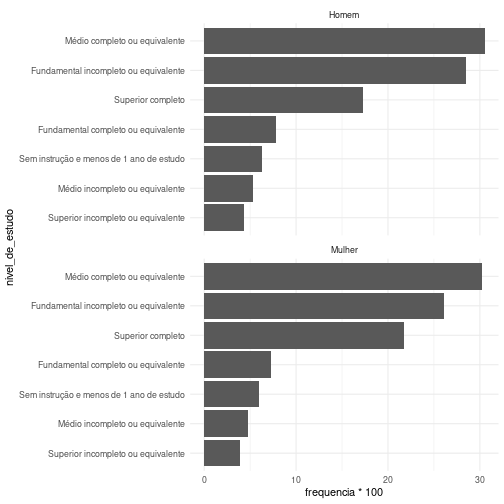 Homem
Médio completo ou equivalente
Fundamental incompleto ou equivalente
Superior completo
Fundamental completo ou equivalente
Sem instrução e menos de 1 ano de estudo
Médio incompleto ou equivalente
Superior incompleto ou equivalente
nivel_de_estudo
Mulher
Médio completo ou equivalente
Fundamental incompleto ou equivalente
Superior completo
Fundamental completo ou equivalente
Sem instrução e menos de 1 ano de estudo
Médio incompleto ou equivalente
Superior incompleto ou equivalente
0 10 20 30
frequencia * 100